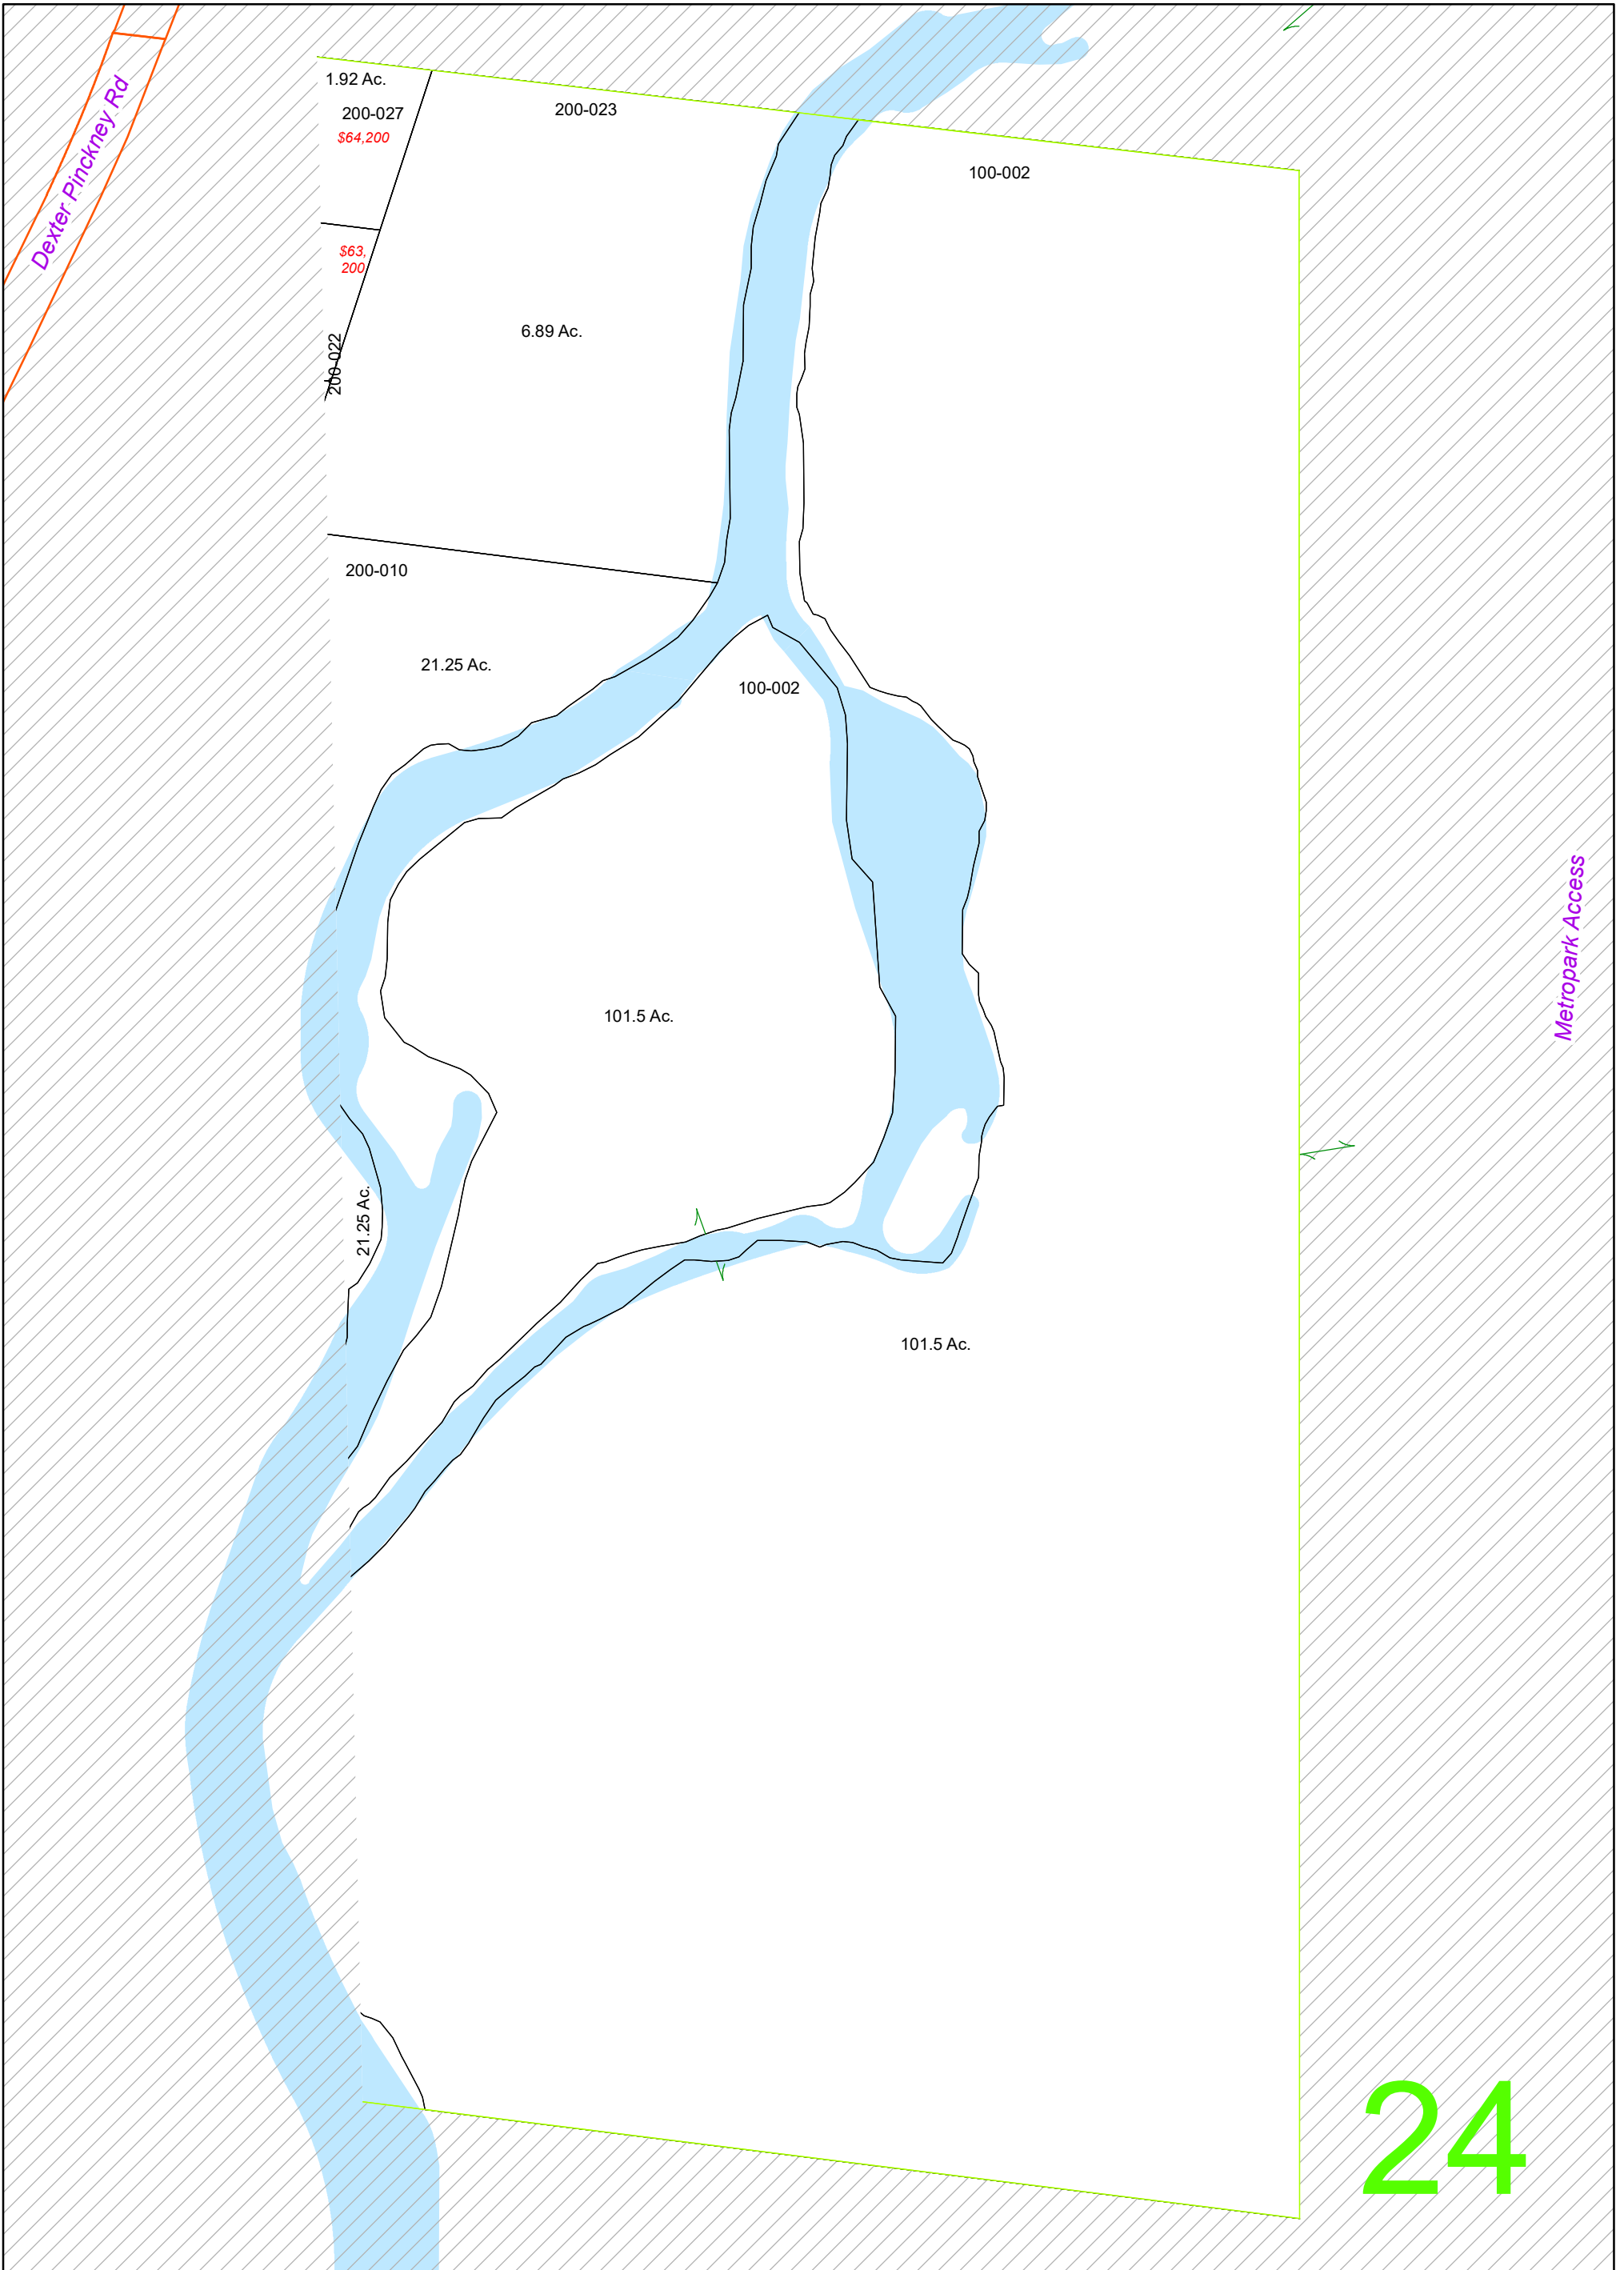 1.92 Ac.
200-027
$64,200
200-023
Dexter Pinckney Rd
100-002
$63,
200
200-022
6.89 Ac.
200-010
21.25 Ac.
100-002
Metropark Access
101.5 Ac.
21.25 Ac.
101.5 Ac.
24